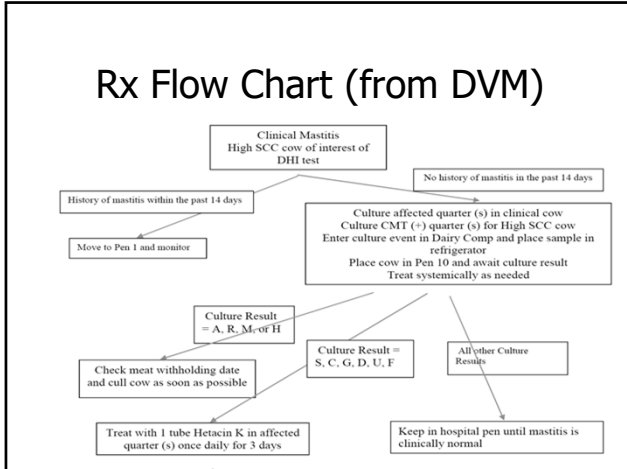 Rx Flow Chart (from DVM)
Clinical Mastitis
High SCC cow of interest of
DHI test
No history of mastitis in the past 14 days
History of mastitis within the past 14 days
Culture affected quarter (s) in clinical cow
Culture CMT (+) quarter (s) for High SCC cow
Enter culture event in Dairy Comp and place sample in
refrigerator
Place cow in Pen 10 and await culture result
Treat systemically as needed
Move to Pen 1 and monitor
Culture Result
= A, R, M, or H
Culture Result =
S, C, G, D, U, F
All other Culture
Results
Check meat withholding date
and cull cow as soon as possible
Treat with 1 tube Hetacin K in affected
quarter (s) once daily for 3 days
Keep in hospital pen until mastitis is
clinically normal